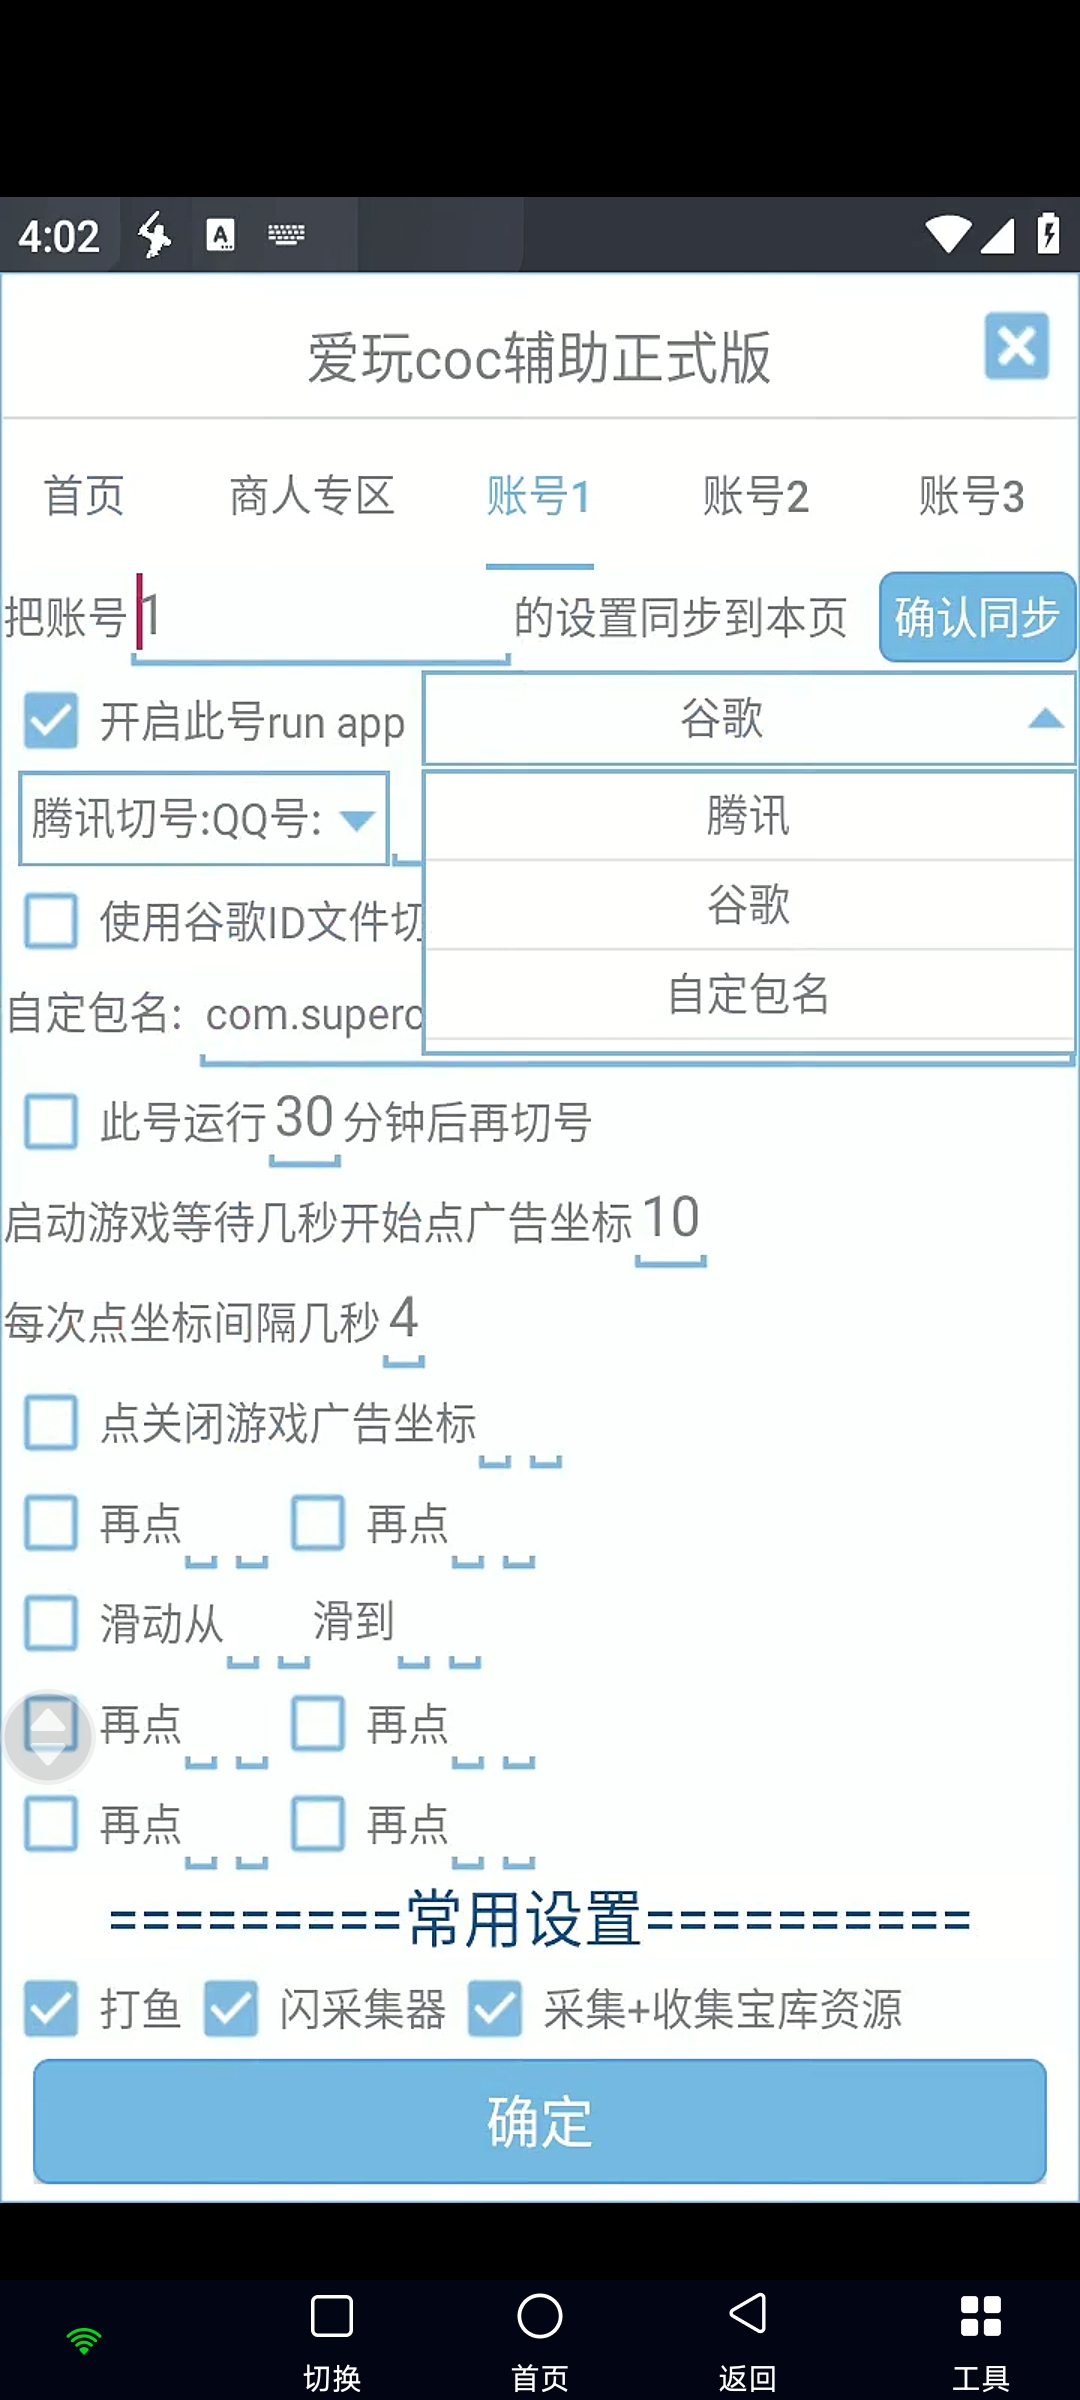 4:02
爱玩coc辅助正式版
首页 商人专区 账号1 账号2 账号3
把账号 1 的设置同步到本页 确认同步
开启此号run app 谷歌
腾讯切号:QQ号: 腾讯
使用谷歌ID文件切 谷歌
自定包名: com.superc 自定包名
此号运行 30 分钟后再切号
启动游戏等待几秒开始点广告坐标 10
每次点坐标间隔几秒 4
点关闭游戏广告坐标
再点 再点
滑动从 滑到
再点 再点
再点 再点
=========常用设置==========
打鱼 闪采集器 采集+收集宝库资源
确定
切换 首页 返回 工具